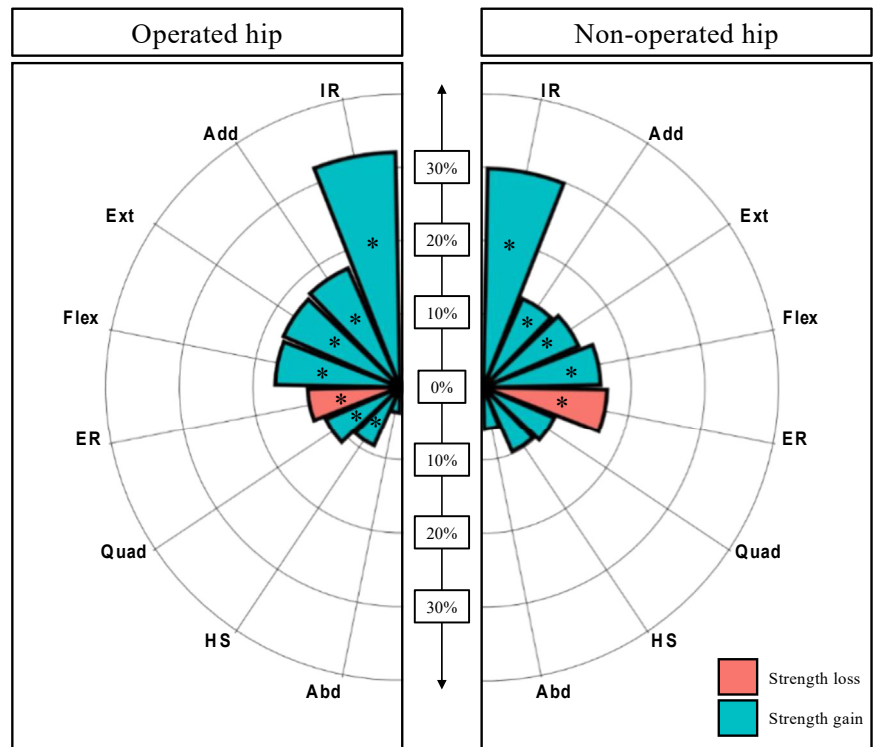 Operated hip
Non-operated hip
IR
Add
Ext
Flex
ER
Quad
HS
Abd
*
*
*
*
*
*
*
30%
20%
10%
0%
10%
20%
30%
IR
Add
Ext
Flex
ER
Quad
HS
Abd
*
*
*
*
*
Strength loss
Strength gain